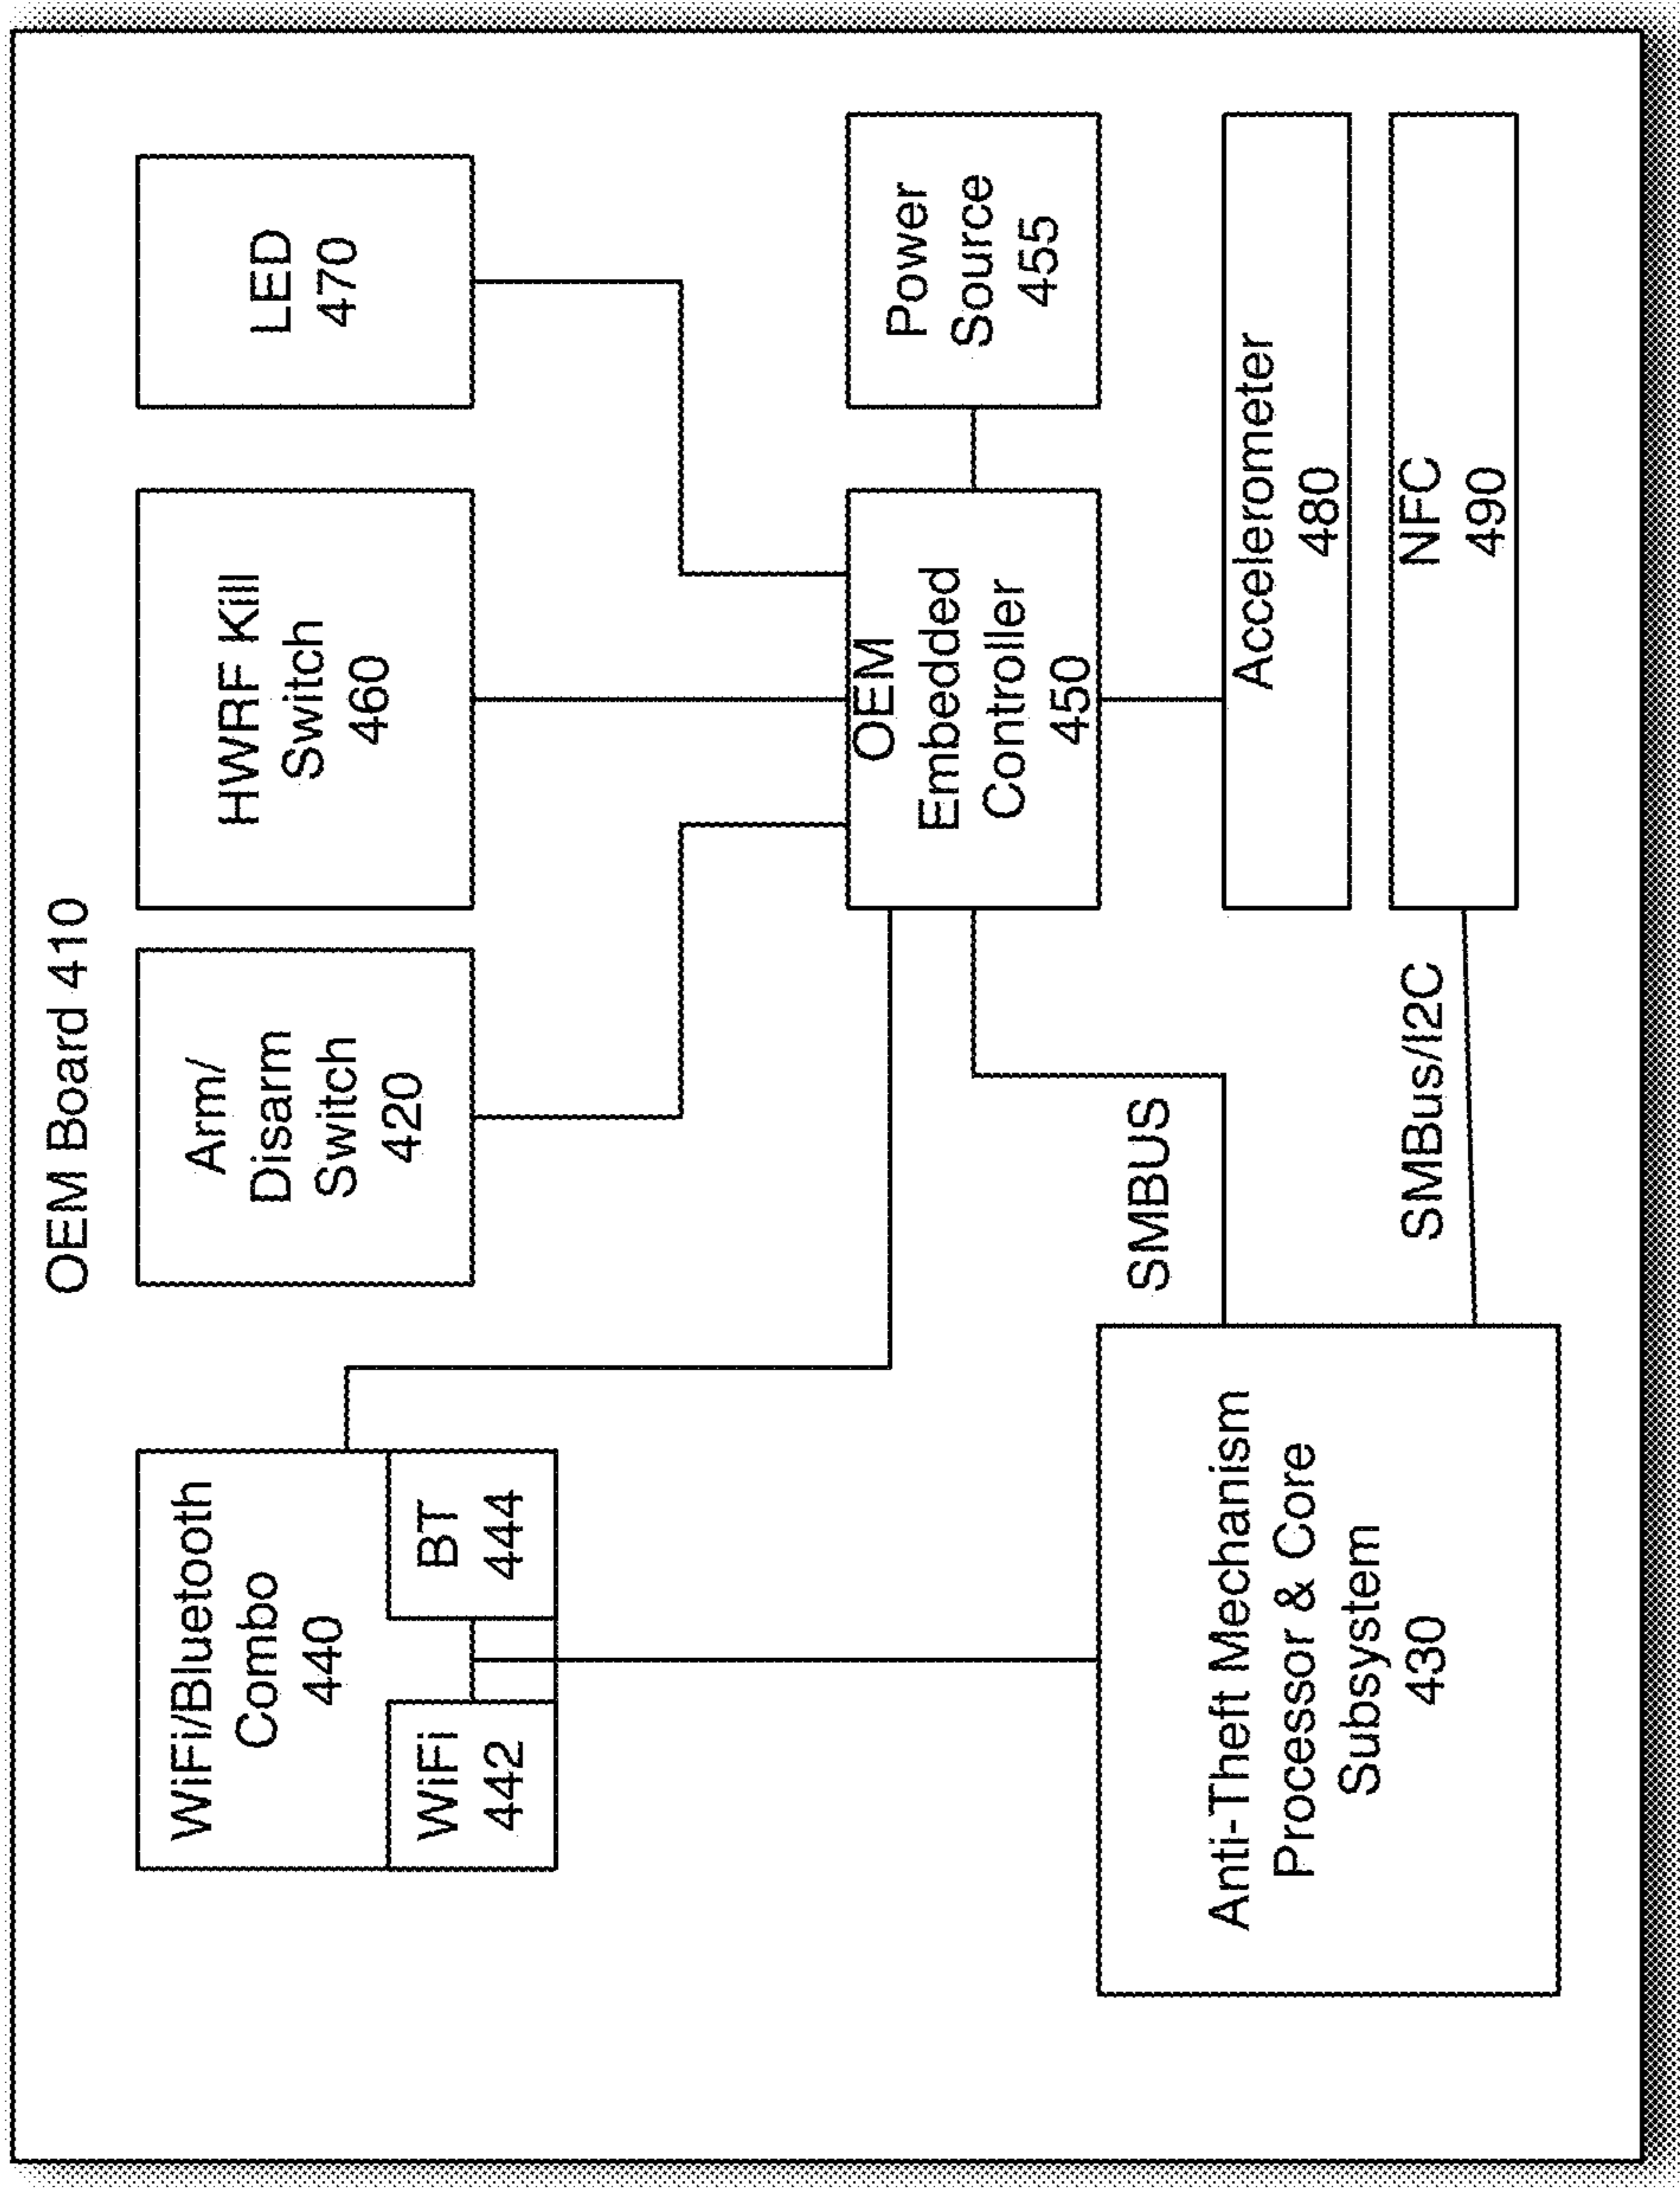 OEM Board 410
WiFi/Bluetooth
Combo
440
WiFi
442
BT
444
Arm/
Disarm
Switch
420
HWRF Kill
Switch
460
LED
470
OEM
Embedded
Controller
450
Power
Source
455
SMBUS
Anti-Theft Mechanism
Processor & Core
Subsystem
430
SMBus/I2C
Accelerometer
480
NFC
490